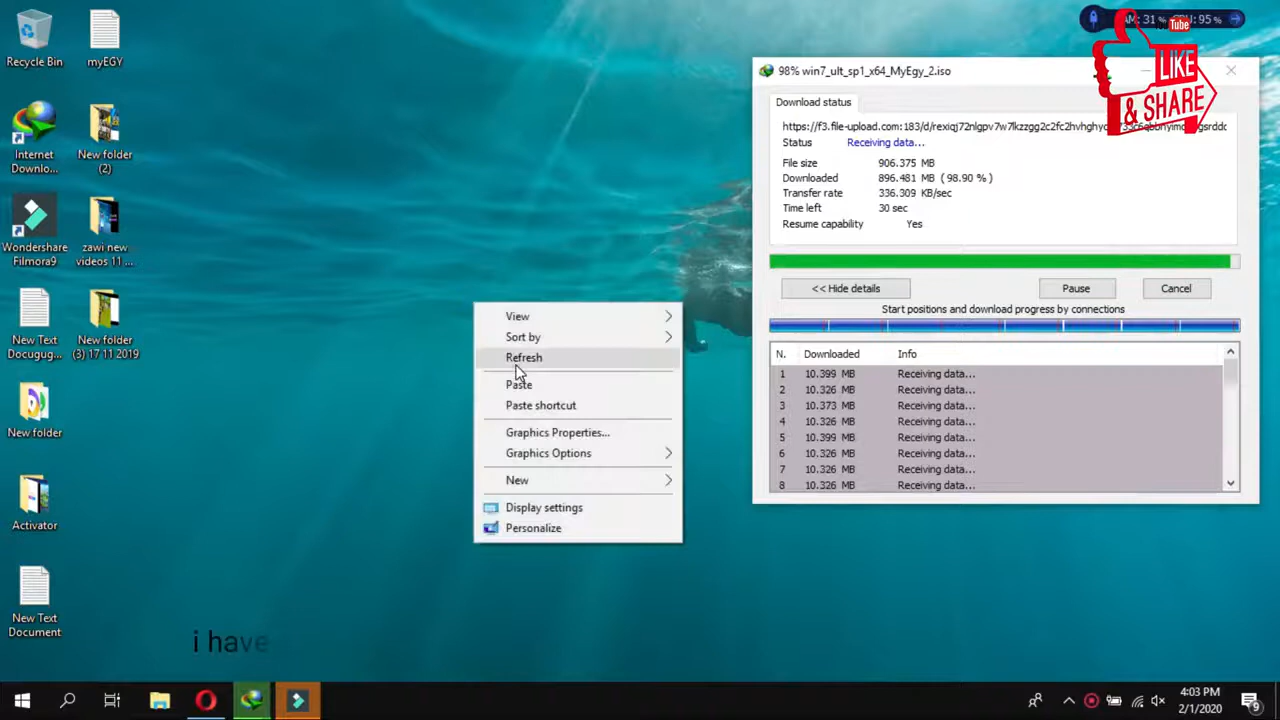 Recycle Bin
myEGY
Internet
Downlo...
New folder
(2)
Wondershare
Filmora9
zawi new
videos 11 ...
New Text
Docugug...
New folder
(3) 17 11 2019
New folder
Activator
New Text
Document
i have
View
Sort by
Refresh
Paste
Paste shortcut
Graphics Properties...
Graphics Options
New
Display settings
Personalize
AM: 31 % CPU: 95 %
You Tube
LIKE
& SHARE
98% win7_ult_sp1_x64_MyEgy_2.iso
Download status
Status Receiving data...
File size 906.375 MB
Downloaded 896.481 MB ( 98.90 % )
Transfer rate 336.309 KB/sec
Time left 30 sec
Resume capability Yes
<< Hide details
Pause
Cancel
Start positions and download progress by connections
N. Downloaded Info
1 10.399 MB Receiving data...
2 10.326 MB Receiving data...
3 10.373 MB Receiving data...
4 10.326 MB Receiving data...
5 10.399 MB Receiving data...
6 10.326 MB Receiving data...
7 10.326 MB Receiving data...
8 10.326 MB Receiving data...
4:03 PM
2/1/2020
9